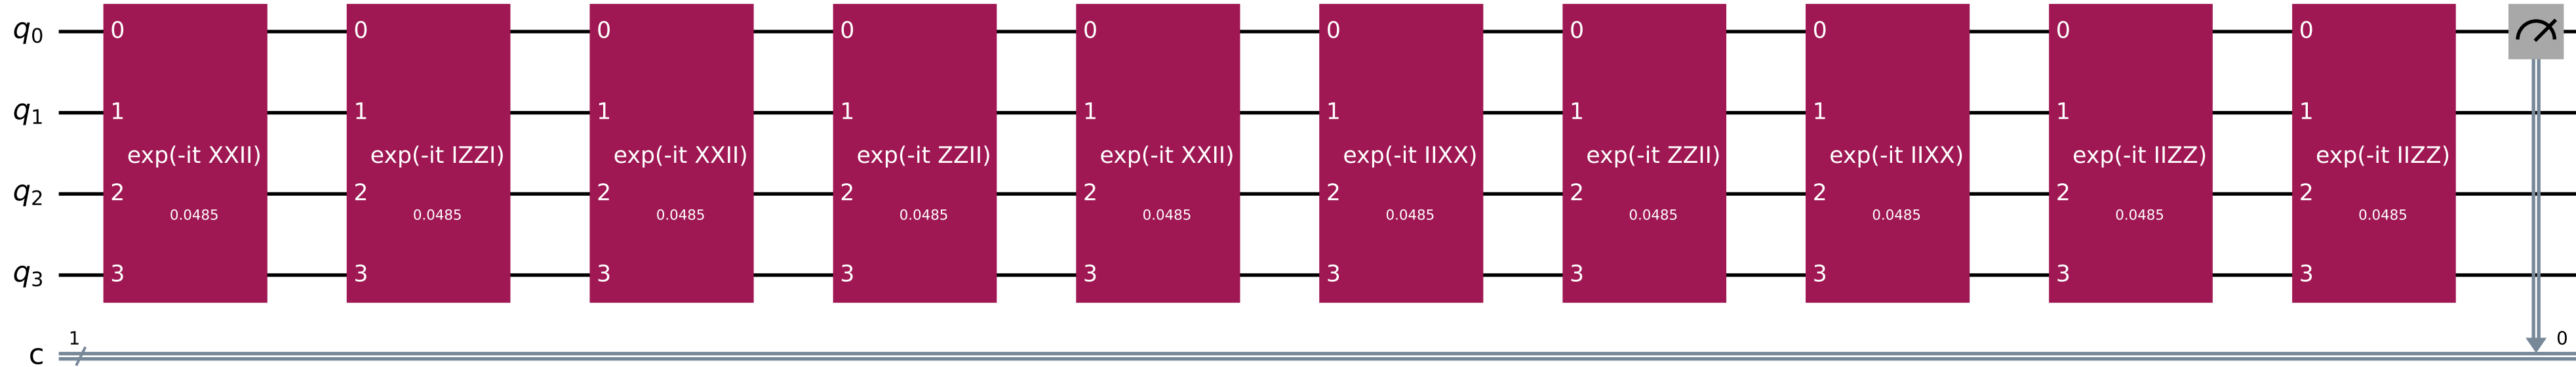 q0 0 0 0 0 0 0 0 0 0 0
q1 1 1 1 1 1 1 1 1 1 1
exp(-it XXII) exp(-it IZZI) exp(-it XXII) exp(-it ZZII) exp(-it XXII) exp(-it IIXX) exp(-it ZZII) exp(-it IIXX) exp(-it IIZZ) exp(-it IIZZ)
q2 2 2 2 2 2 2 2 2 2 2
0.0485 0.0485 0.0485 0.0485 0.0485 0.0485 0.0485 0.0485 0.0485 0.0485
q3 3 3 3 3 3 3 3 3 3 3
c 1 0